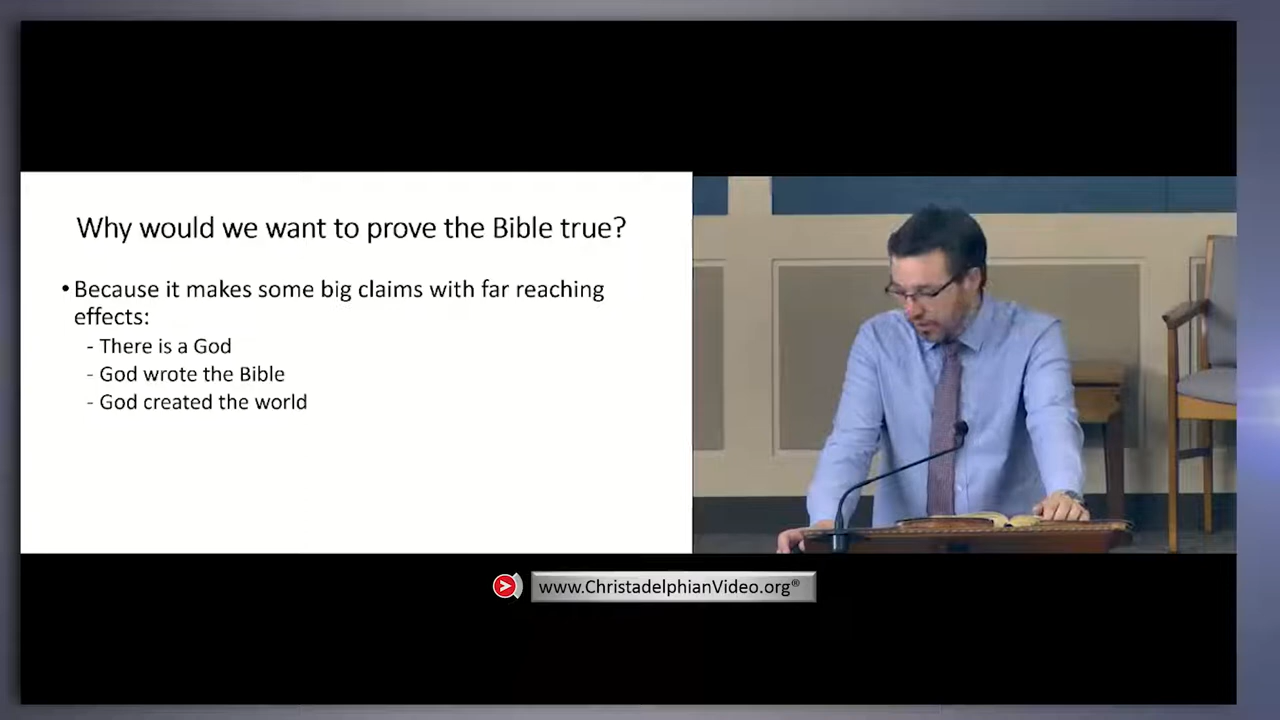 Why would we want to prove the Bible true?
• Because it makes some big claims with far reaching
effects:
- There is a God
- God wrote the Bible
- God created the world
www.ChristadelphianVideo.org®